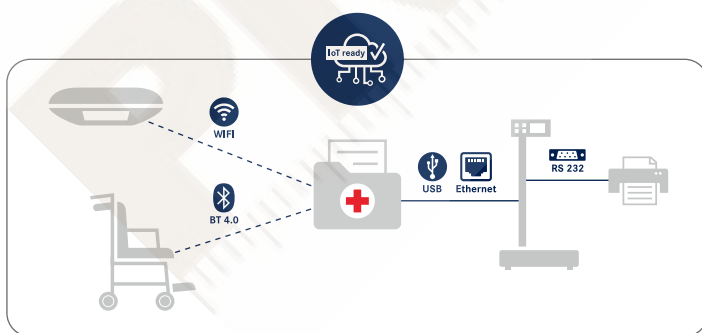 IoT ready
WIFI
BT 4.0
USB
Ethernet
RS 232